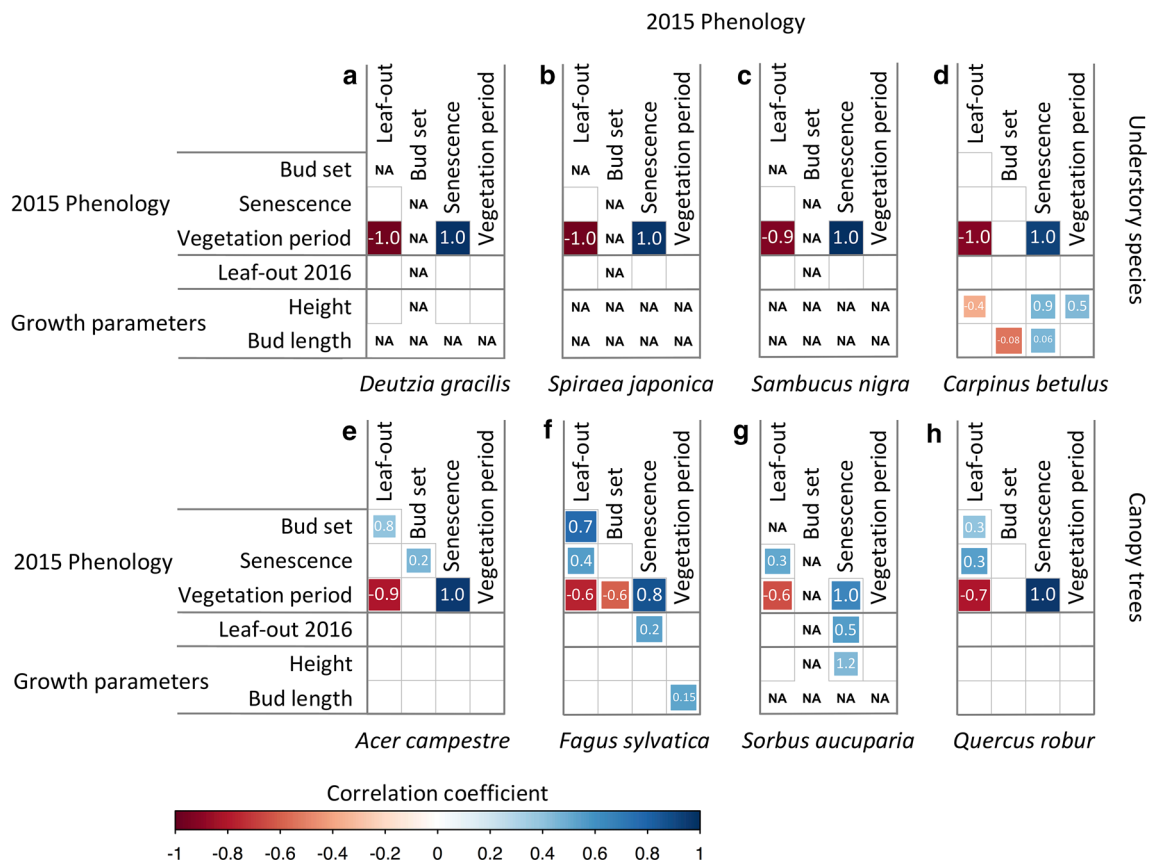 2015 Phenology
a Leaf-out Bud set Senescence Vegetation period
b Leaf-out Bud set Senescence Vegetation period
c Leaf-out Bud set Senescence Vegetation period
d Leaf-out Bud set Senescence Vegetation period
Understory species
2015 Phenology
Growth parameters
Bud set NA NA NA
Senescence NA NA NA
Vegetation period -1.0 NA 1.0 -1.0 NA 1.0 -0.9 NA 1.0 -1.0 1.0
Leaf-out 2016 NA NA NA
Height NA NA NA NA NA NA NA NA NA -0.4 0.9 0.5
Bud length NA NA NA NA NA NA NA NA NA NA NA NA -0.08 0.06
Deutzia gracilis Spiraea japonica Sambucus nigra Carpinus betulus
e Leaf-out Bud set Senescence Vegetation period
f Leaf-out Bud set Senescence Vegetation period
g Leaf-out Bud set Senescence Vegetation period
h Leaf-out Bud set Senescence Vegetation period
Canopy trees
2015 Phenology
Growth parameters
Bud set 0.8 0.7 NA 0.3
Senescence 0.2 0.4 0.3 NA 0.3
Vegetation period -0.9 1.0 -0.6 -0.6 0.8 -0.6 NA 1.0 -0.7 1.0
Leaf-out 2016 0.2 NA 0.5
Height NA 1.2
Bud length 0.15 NA NA NA NA
Acer campestre Fagus sylvatica Sorbus aucuparia Quercus robur
Correlation coefficient
-1 -0.8 -0.6 -0.4 -0.2 0 0.2 0.4 0.6 0.8 1